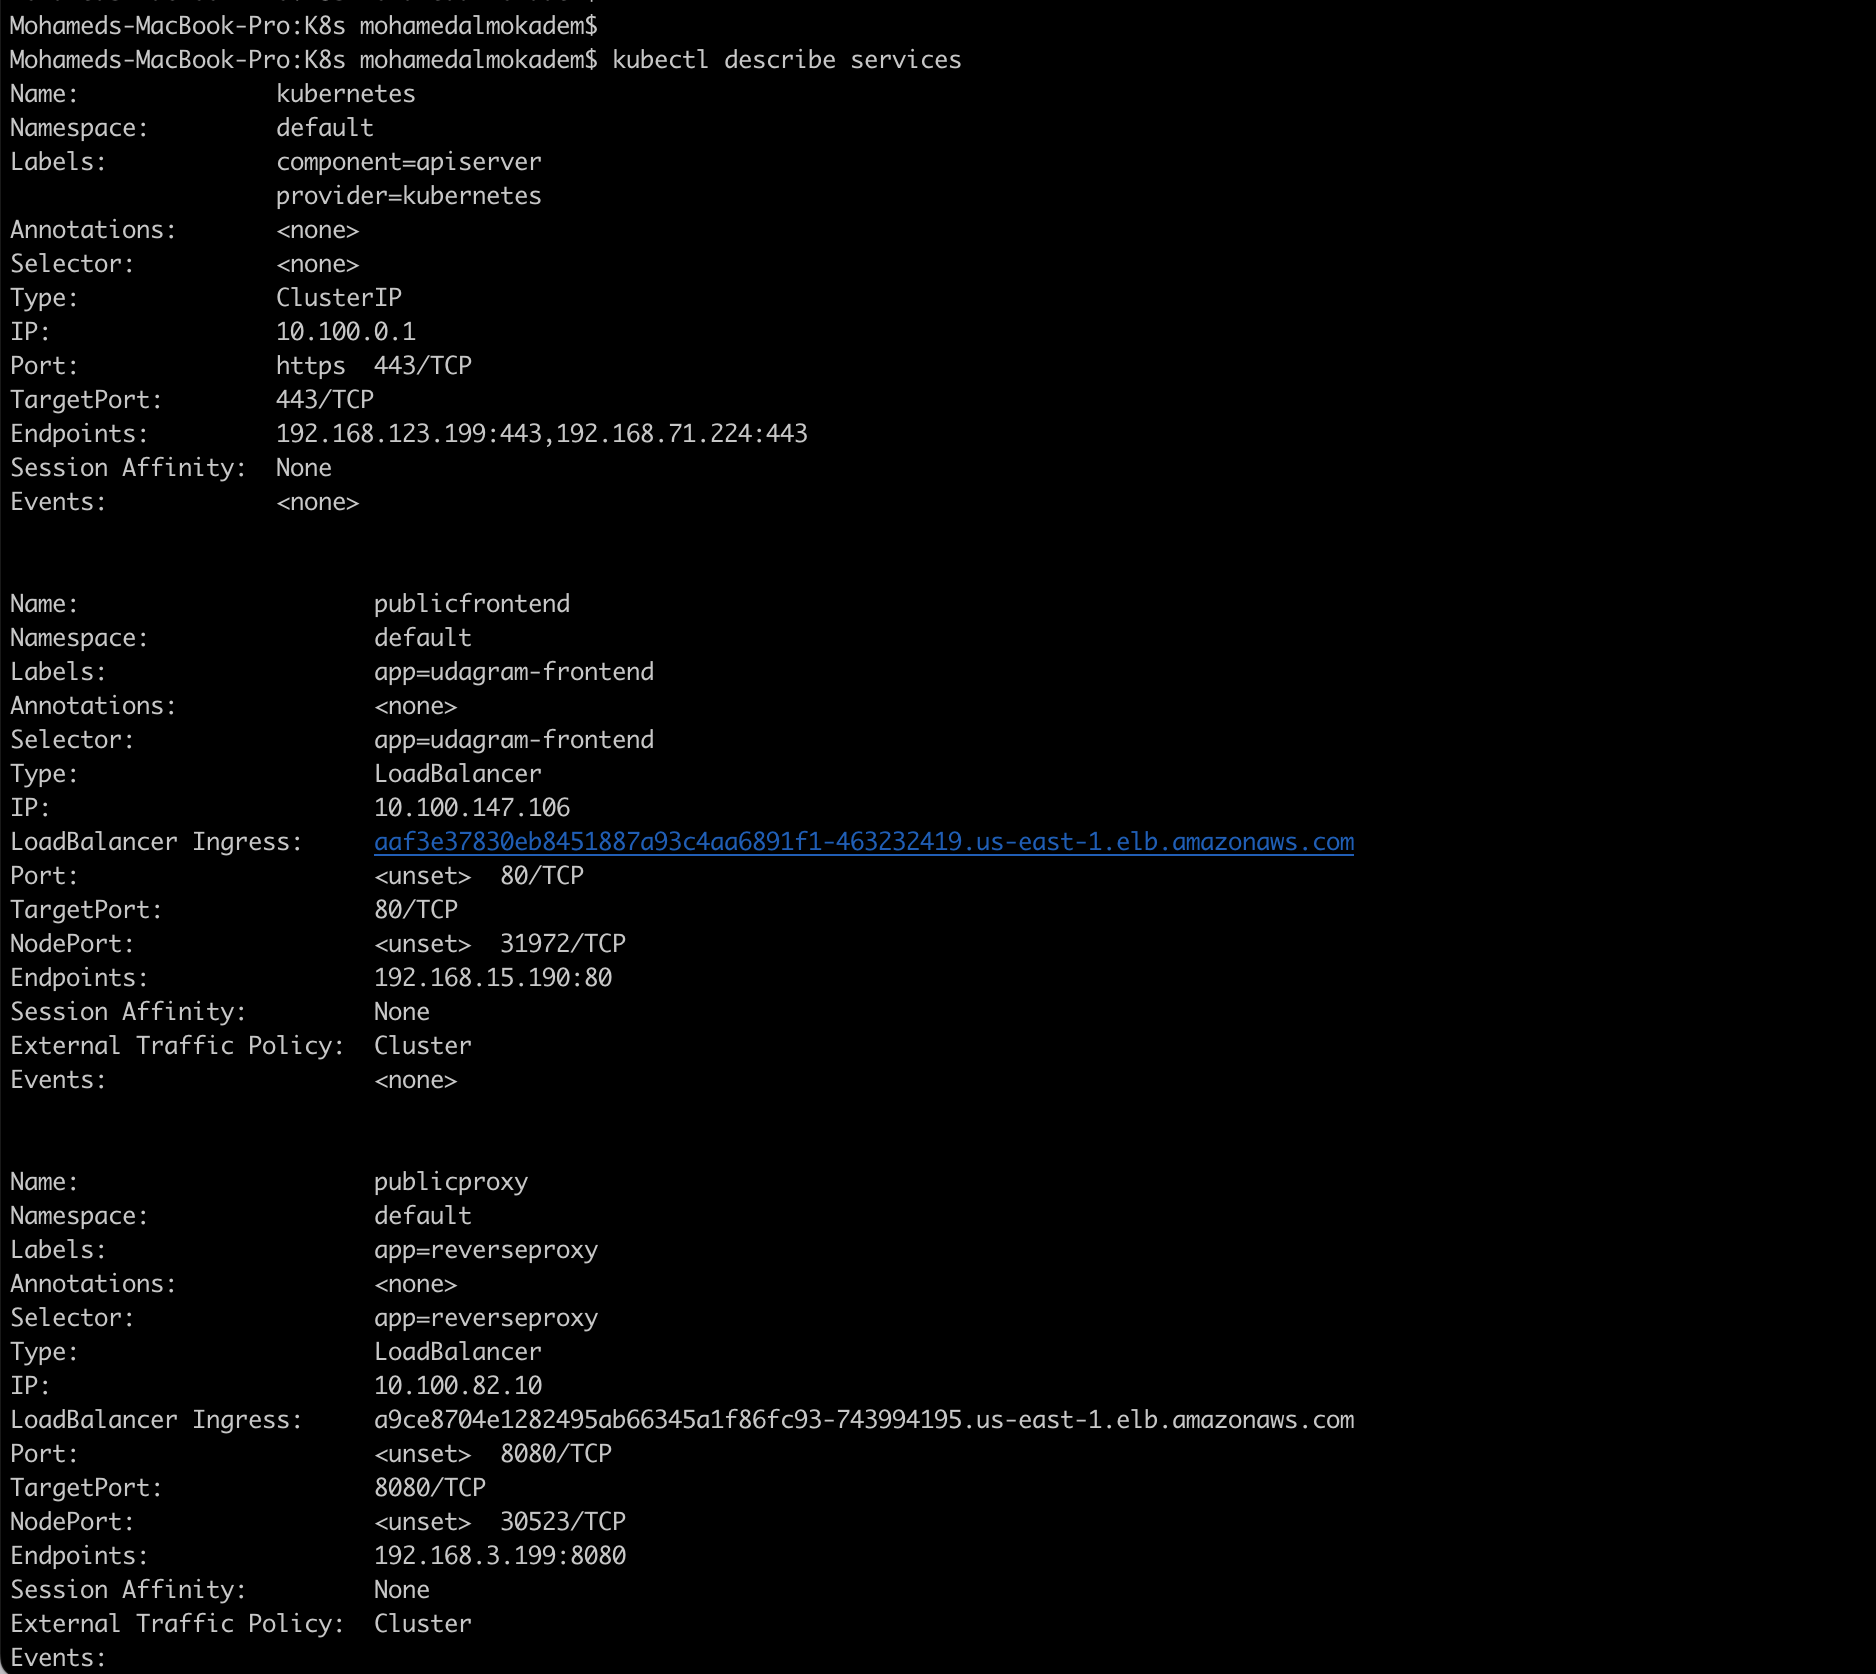 Mohameds-MacBook-Pro:K8s mohamedalmokadem$
Mohameds-MacBook-Pro:K8s mohamedalmokadem$ kubectl describe services
Name:              kubernetes
Namespace:         default
Labels:            component=apiserver
                   provider=kubernetes
Annotations:       <none>
Selector:          <none>
Type:              ClusterIP
IP:                10.100.0.1
Port:              https  443/TCP
TargetPort:        443/TCP
Endpoints:         192.168.123.199:443,192.168.71.224:443
Session Affinity:  None
Events:            <none>

Name:                     publicfrontend
Namespace:                default
Labels:                   app=udagram-frontend
Annotations:              <none>
Selector:                 app=udagram-frontend
Type:                     LoadBalancer
IP:                       10.100.147.106
LoadBalancer Ingress:     aaf3e37830eb8451887a93c4aa6891f1-463232419.us-east-1.elb.amazonaws.com
Port:                     <unset>  80/TCP
TargetPort:               80/TCP
NodePort:                 <unset>  31972/TCP
Endpoints:                192.168.15.190:80
Session Affinity:         None
External Traffic Policy:  Cluster
Events:                   <none>

Name:                     publicproxy
Namespace:                default
Labels:                   app=reverseproxy
Annotations:              <none>
Selector:                 app=reverseproxy
Type:                     LoadBalancer
IP:                       10.100.82.10
LoadBalancer Ingress:     a9ce8704e1282495ab66345a1f86fc93-743994195.us-east-1.elb.amazonaws.com
Port:                     <unset>  8080/TCP
TargetPort:               8080/TCP
NodePort:                 <unset>  30523/TCP
Endpoints:                192.168.3.199:8080
Session Affinity:         None
External Traffic Policy:  Cluster
Events: